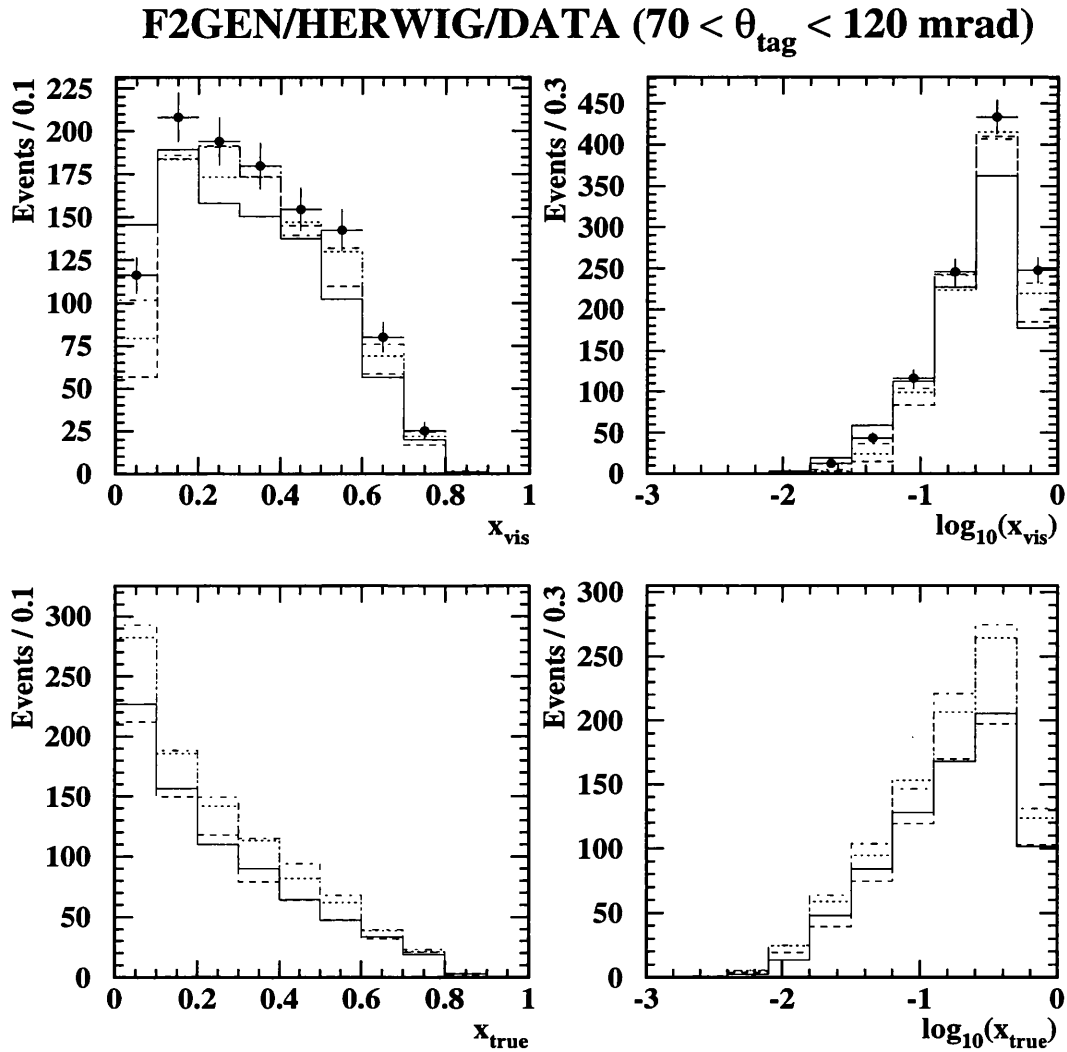 F2GEN/HERWIG/DATA (70 < θtag < 120 mrad)
Events / 0.1
225
200
175
150
125
100
75
50
25
0
0 0.2 0.4 0.6 0.8 1
xvis
Events / 0.3
450
400
350
300
250
200
150
100
50
0
-3 -2 -1 0
log10(xvis)
Events / 0.1
300
250
200
150
100
50
0
0 0.2 0.4 0.6 0.8 1
xtrue
Events / 0.3
300
250
200
150
100
50
0
-3 -2 -1 0
log10(xtrue)